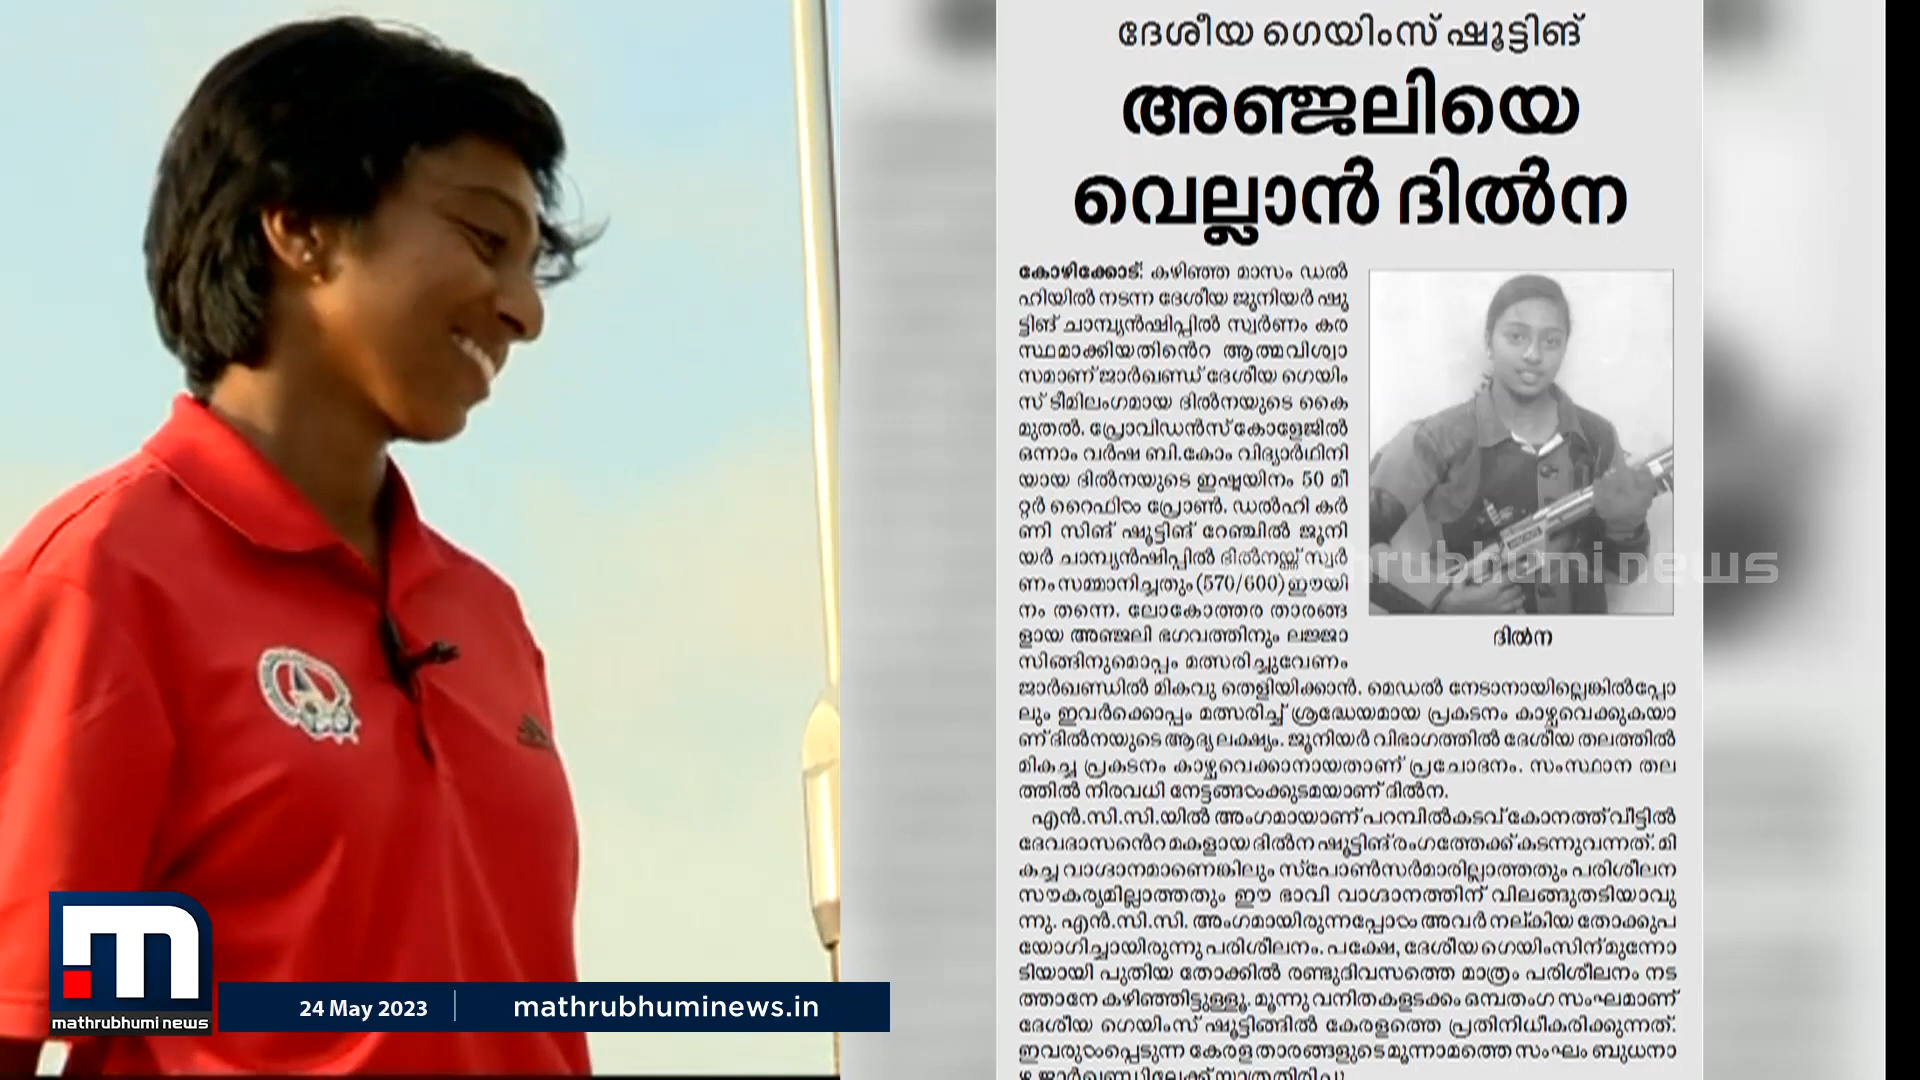 ദേശീയ ഗെയിംസ് ഷൂട്ടിങ്
അഞ്ജലിയെ
വെല്ലാൻ ദിൽന
കോഴിക്കോട്: കഴിഞ്ഞ മാസം ഡൽ
ഹിയിൽ നടന്ന ദേശീയ ജൂനിയർ ഷൂ
ട്ടിങ് ചാമ്പ്യൻഷിപ്പിൽ സ്വർണം കര
സ്ഥമാക്കിയതിൻെറ ആത്മവിശ്വാ
സമാണ് ജാർഖണ്ഡ് ദേശീയ ഗെയിം
സ് ടീമിലംഗമായ ദിൽനയുടെ കൈ
മുതൽ. പ്രോവിഡൻസ് കോളേജിൽ
ഒന്നാം വർഷ ബി.കോം വിദ്യാർഥിനി
യായ ദിൽനയുടെ ഇഷ്ടയിനം 50 മീ
റ്റർ റൈഫിൾ പ്രോൺ. ഡൽഹി കർ
ണി സിങ് ഷൂട്ടിങ് റേഞ്ചിൽ ജൂനി
യർ ചാമ്പ്യൻഷിപ്പിൽ ദിൽനയ്ക്ക് സ്വർ
ണം സമ്മാനിച്ചതും (570/600) ഈയി
നം തന്നെ. ലോകോത്തര താരങ്ങ
ളായ അഞ്ജലി ഭഗവത്തിനും ലജ്ജാ
സിങ്ങിനുമൊപ്പം മത്സരിച്ചുവേണം
ജാർഖണ്ഡിൽ മികവു തെളിയിക്കാൻ. മെഡൽ നേടാനായില്ലെങ്കിൽപ്പോ
ലും ഇവർക്കൊപ്പം മത്സരിച്ച് ശ്രദ്ധേയമായ പ്രകടനം കാഴ്ചവെക്കുകയാ
ണ് ദിൽനയുടെ ആദ്യ ലക്ഷ്യം. ജൂനിയർ വിഭാഗത്തിൽ ദേശീയ തലത്തിൽ
മികച്ച പ്രകടനം കാഴ്ചവെക്കാനായതാണ് പ്രചോദനം. സംസ്ഥാന തല
ത്തിൽ നിരവധി നേട്ടങ്ങൾക്കുടമയാണ് ദിൽന.
എൻ.സി.സി.യിൽ അംഗമായാണ് പറമ്പിൽകടവ് കോനത്ത് വീട്ടിൽ
ദേവദാസൻെറ മകളായ ദിൽന ഷൂട്ടിങ് രംഗത്തേക്ക് കടന്നുവന്നത്. മി
കച്ച വാഗ്ദാനമാണെങ്കിലും സ്പോൺസർമാരില്ലാത്തതും പരിശീലന
സൗകര്യമില്ലാത്തതും ഈ ഭാവി വാഗ്ദാനത്തിന് വിലങ്ങുതടിയാവു
ന്നു. എൻ.സി.സി. അംഗമായിരുന്നപ്പോൾ അവർ നല്കിയ തോക്കുപ
യോഗിച്ചായിരുന്നു പരിശീലനം. പക്ഷേ, ദേശീയ ഗെയിംസിന് മുന്നോ
ടിയായി പുതിയ തോക്കിൽ രണ്ടുദിവസത്തെ മാത്രം പരിശീലനം നട
ത്താനേ കഴിഞ്ഞിട്ടുള്ളൂ. മൂന്നു വനിതകളടക്കം ഒമ്പതംഗ സംഘമാണ്
ദേശീയ ഗെയിംസ് ഷൂട്ടിങ്ങിൽ കേരളത്തെ പ്രതിനിധീകരിക്കുന്നത്.
ഇവരുൾപ്പെടുന്ന കേരള താരങ്ങളുടെ മൂന്നാമത്തെ സംഘം ബുധനാ
ഴ്ച ജാർഖണ്ഡിലേക്ക് യാത്രതിരിച്ചു.
ദിൽന
mathrubhumi news
mathrubhumi news
24 May 2023
mathrubhuminews.in